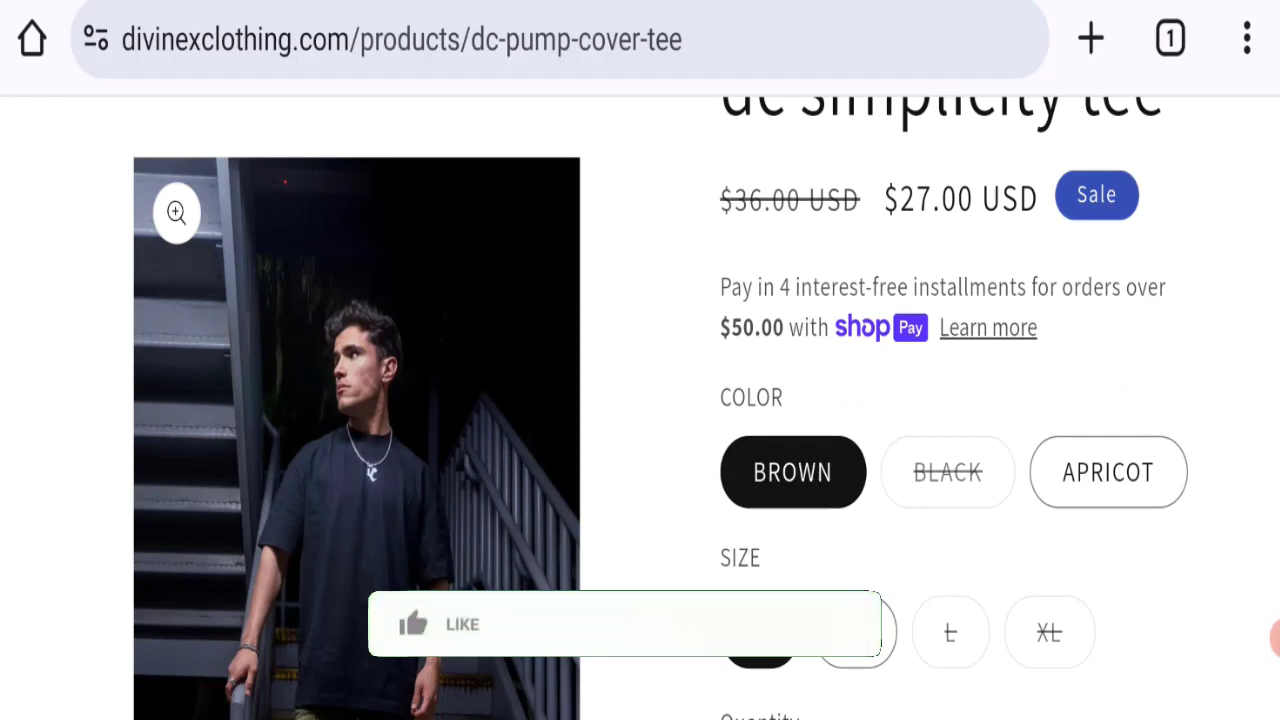 divinexclothing.com/products/dc-pump-cover-tee
1
dc simplicity tee
$36.00 USD $27.00 USD Sale
Pay in 4 interest-free installments for orders over
$50.00 with shop Pay Learn more
COLOR
BROWN BLACK APRICOT
SIZE
LIKE
L XL
Quantity